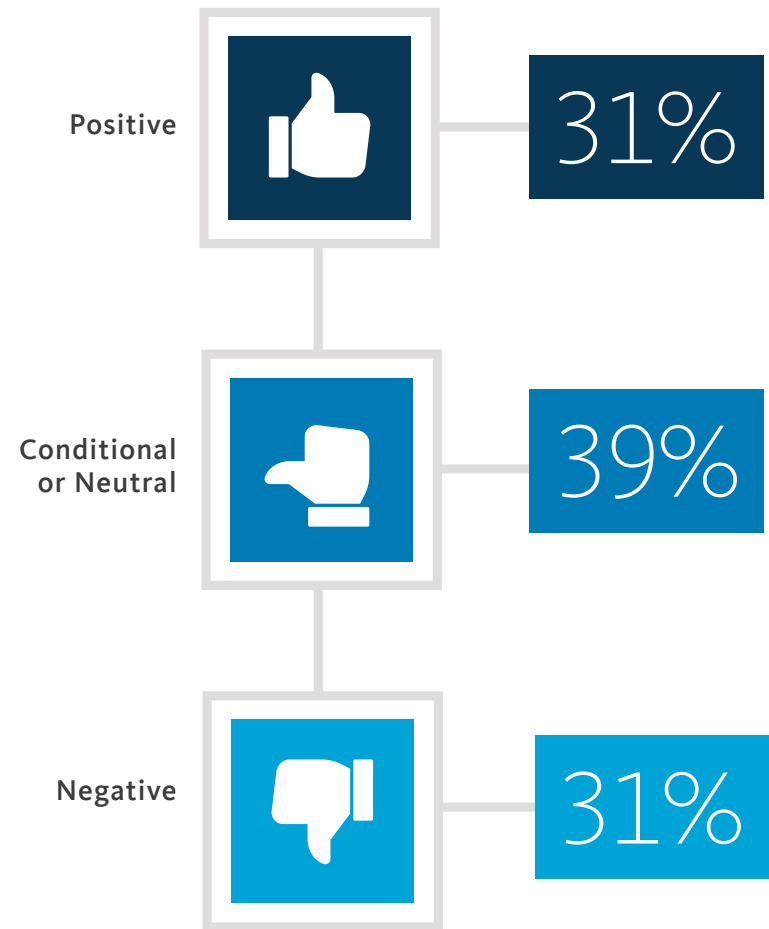 Positive
31%
Conditional
or Neutral
39%
Negative
31%